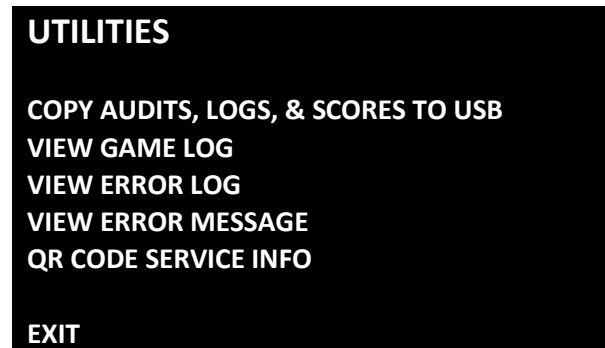 UTILITIES
COPY AUDITS, LOGS, & SCORES TO USB
VIEW GAME LOG
VIEW ERROR LOG
VIEW ERROR MESSAGE
QR CODE SERVICE INFO
EXIT